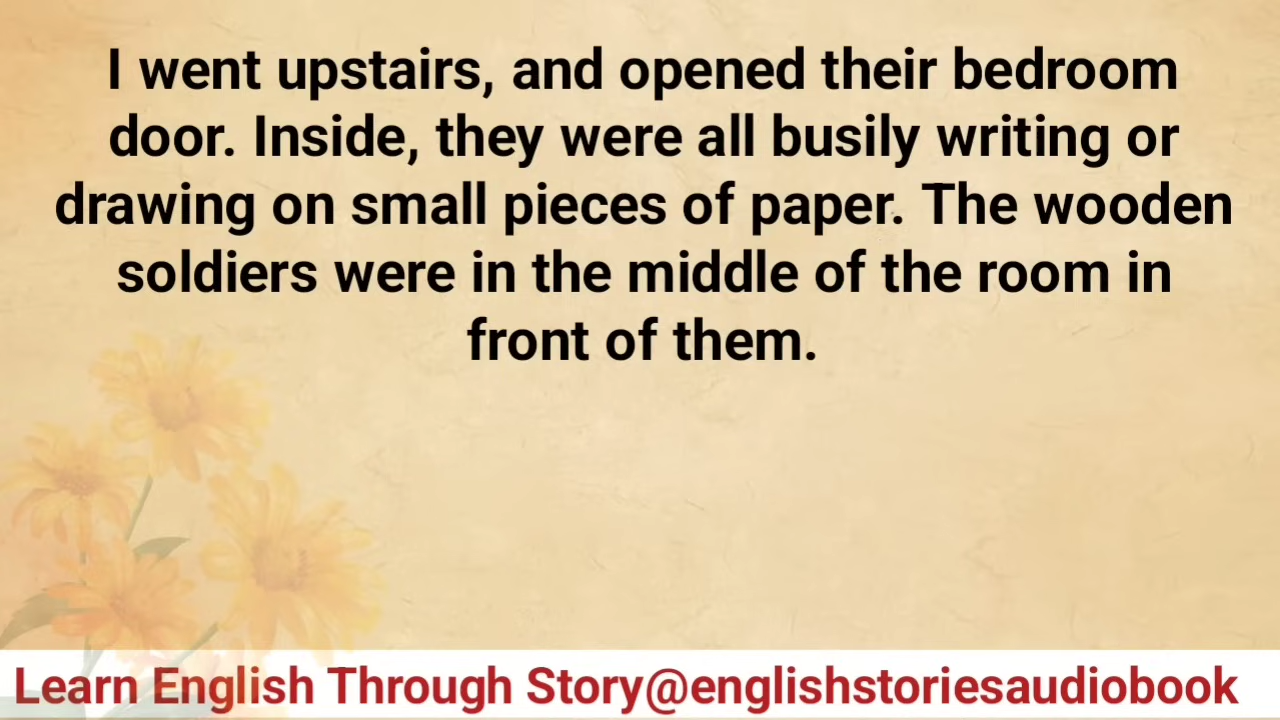 I went upstairs, and opened their bedroom
door. Inside, they were all busily writing or
drawing on small pieces of paper. The wooden
soldiers were in the middle of the room in
front of them.
Learn English Through Story@englishstoriesaudiobook